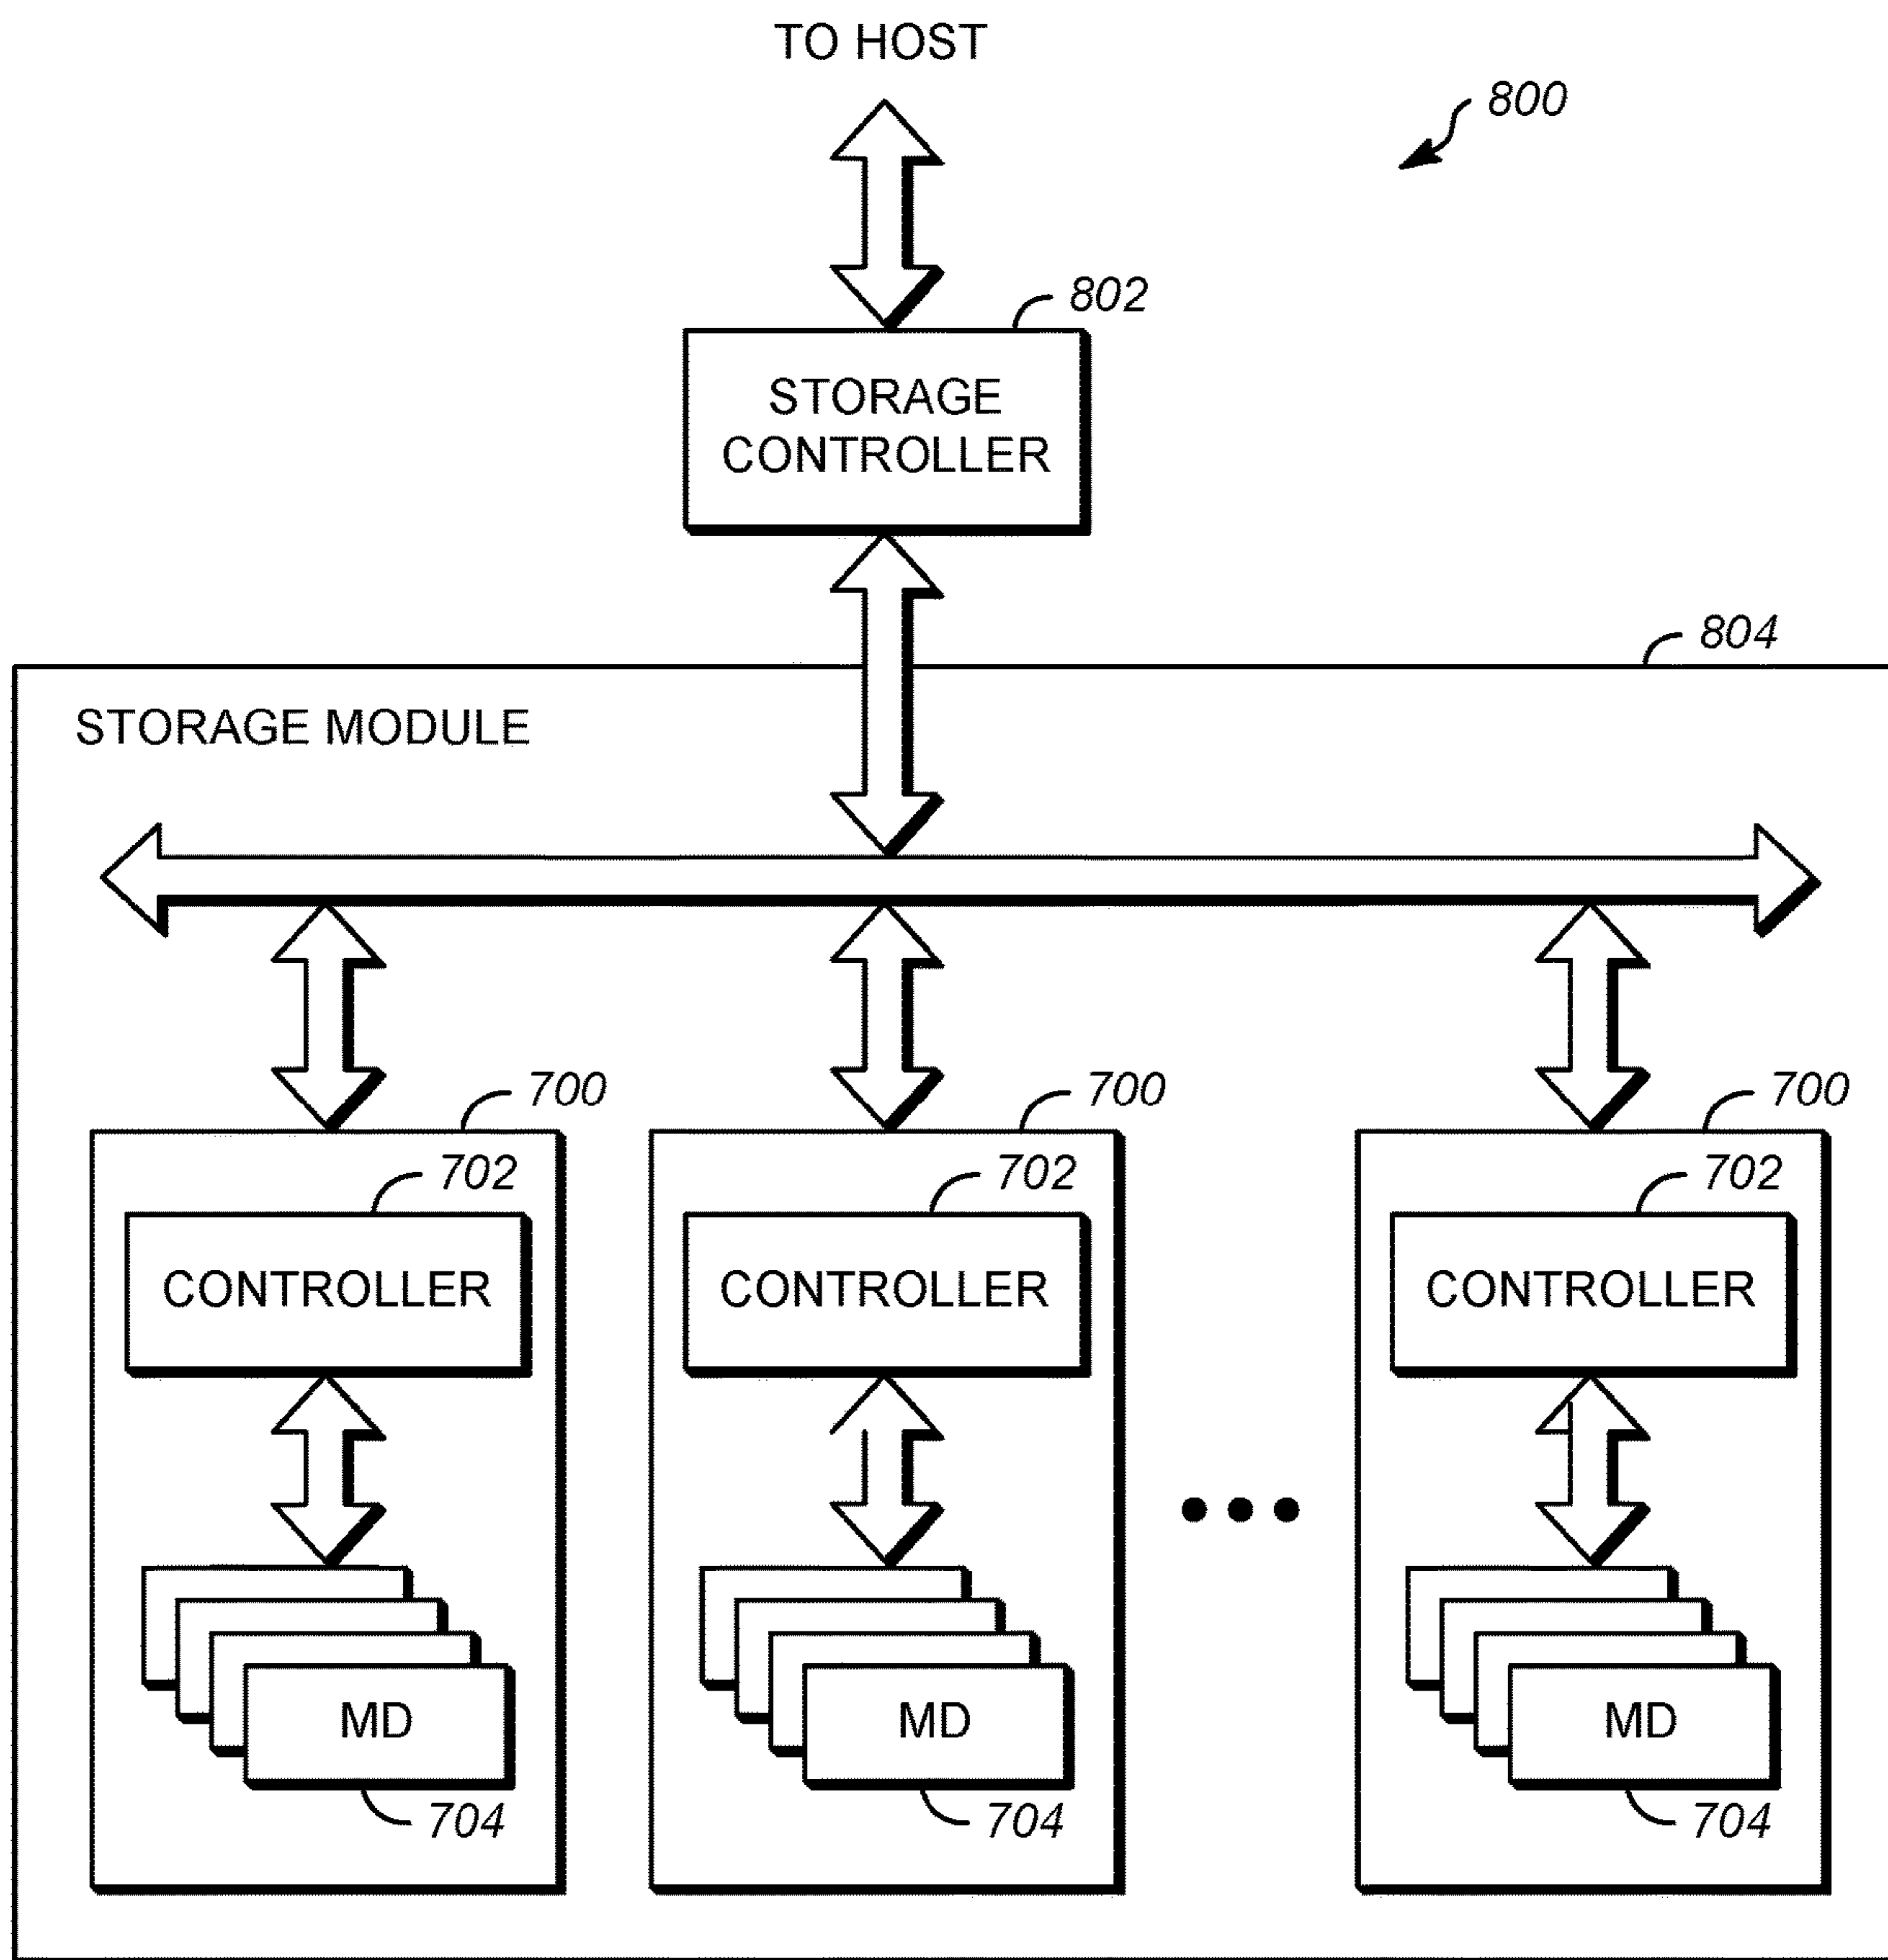 TO HOST
800
802
STORAGE
CONTROLLER
804
STORAGE MODULE
700
700
700
702
702
702
CONTROLLER
CONTROLLER
CONTROLLER
MD
MD
MD
704
704
704